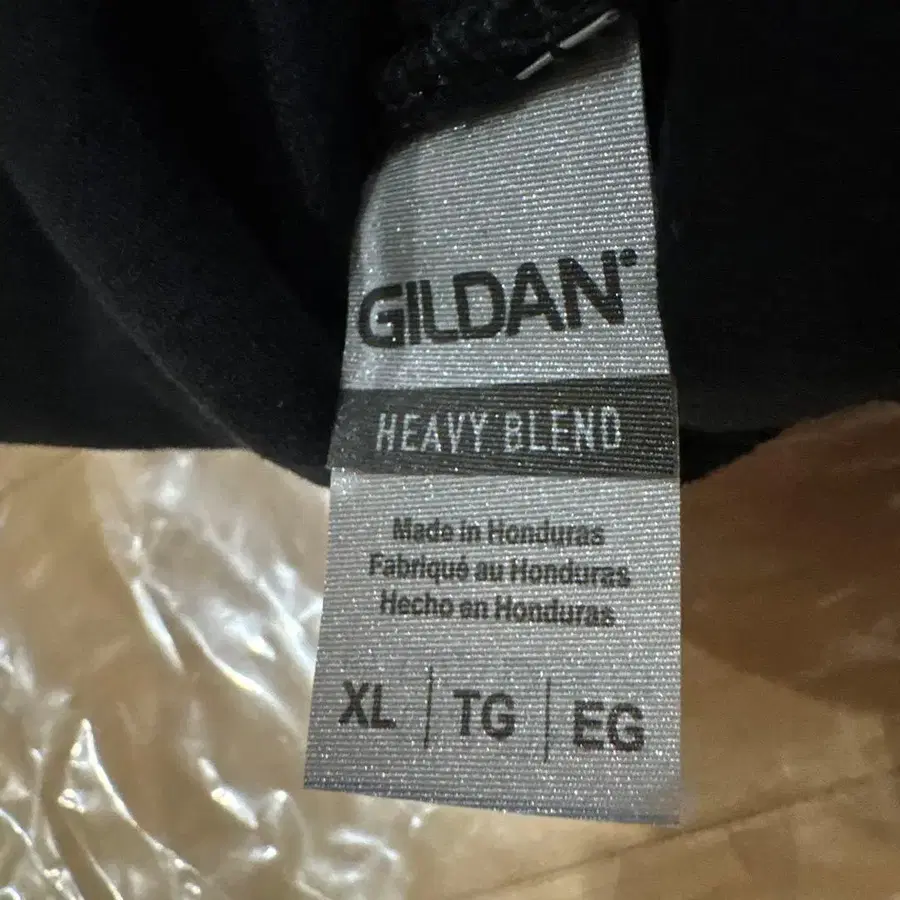 GILDAN®
HEAVY BLEND
Made in Honduras
Fabriqué au Honduras
Hecho en Honduras
XL | TG | EG